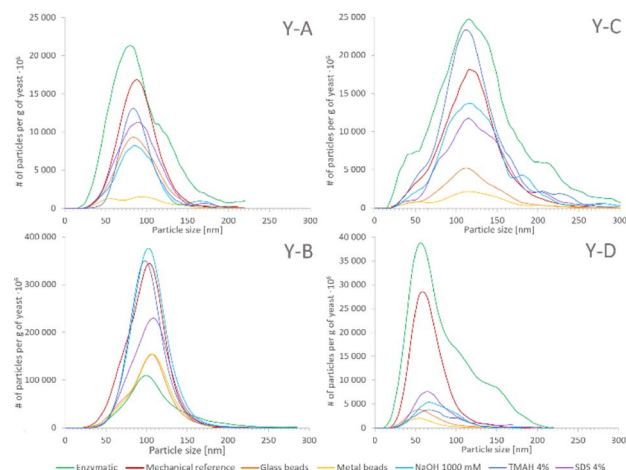 Y-A
# of particles per g of yeast ·10⁶
25 000
20 000
15 000
10 000
5 000
0
0 50 100 150 200 250 300
Particle size [nm]
Y-C
# of particles per g of yeast ·10⁶
25 000
20 000
15 000
10 000
5 000
0
0 50 100 150 200 250 300
Particle size [nm]
Y-B
# of particles per g of yeast ·10⁶
400 000
300 000
200 000
100 000
0
0 50 100 150 200 250 300
Particle size [nm]
Y-D
# of particles per g of yeast ·10⁶
40 000
35 000
30 000
25 000
20 000
15 000
10 000
5 000
0
0 50 100 150 200 250 300
Particle size [nm]
Enzymatic Mechanical reference Glass beads Metal beads NaOH 1000 mM TMAH 4% SDS 4%